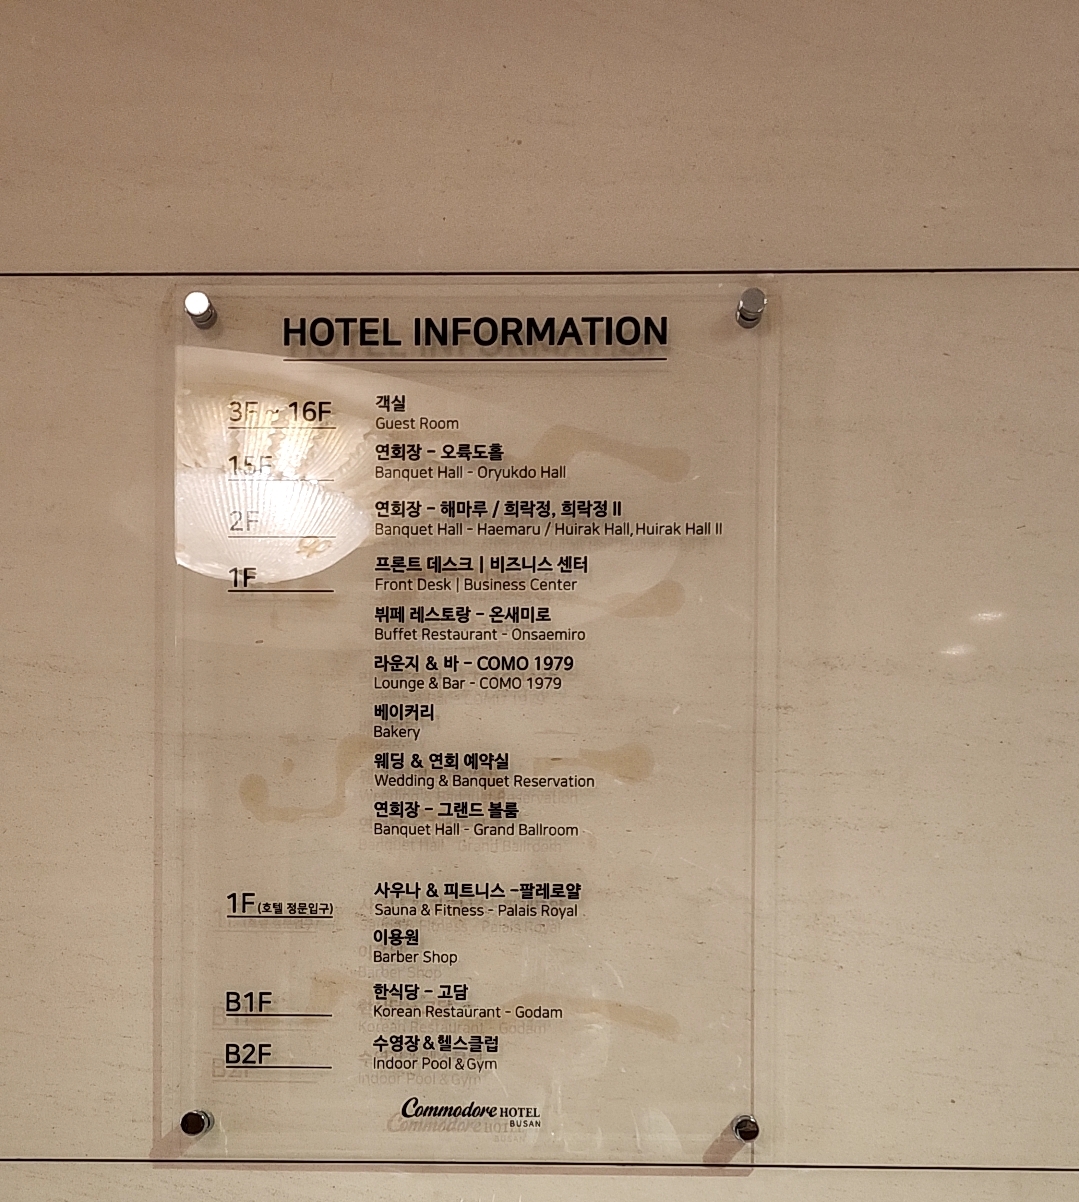 HOTEL INFORMATION
3F ~ 16F
객실
Guest Room
15F
연회장 - 오륙도홀
Banquet Hall - Oryukdo Hall
2F
연회장 - 해마루 / 희락정, 희락정 II
Banquet Hall - Haemaru / Huirak Hall, Huirak Hall II
1F
프론트 데스크 | 비즈니스 센터
Front Desk | Business Center
뷔페 레스토랑 - 온새미로
Buffet Restaurant - Onsaemiro
라운지 & 바 - COMO 1979
Lounge & Bar - COMO 1979
베이커리
Bakery
웨딩 & 연회 예약실
Wedding & Banquet Reservation
연회장 - 그랜드 볼룸
Banquet Hall - Grand Ballroom
1F(호텔 정문입구)
사우나 & 피트니스 -팔레로얄
Sauna & Fitness - Palais Royal
이용원
Barber Shop
B1F
한식당 - 고담
Korean Restaurant - Godam
B2F
수영장 & 헬스클럽
Indoor Pool & Gym
Commodore HOTEL
BUSAN